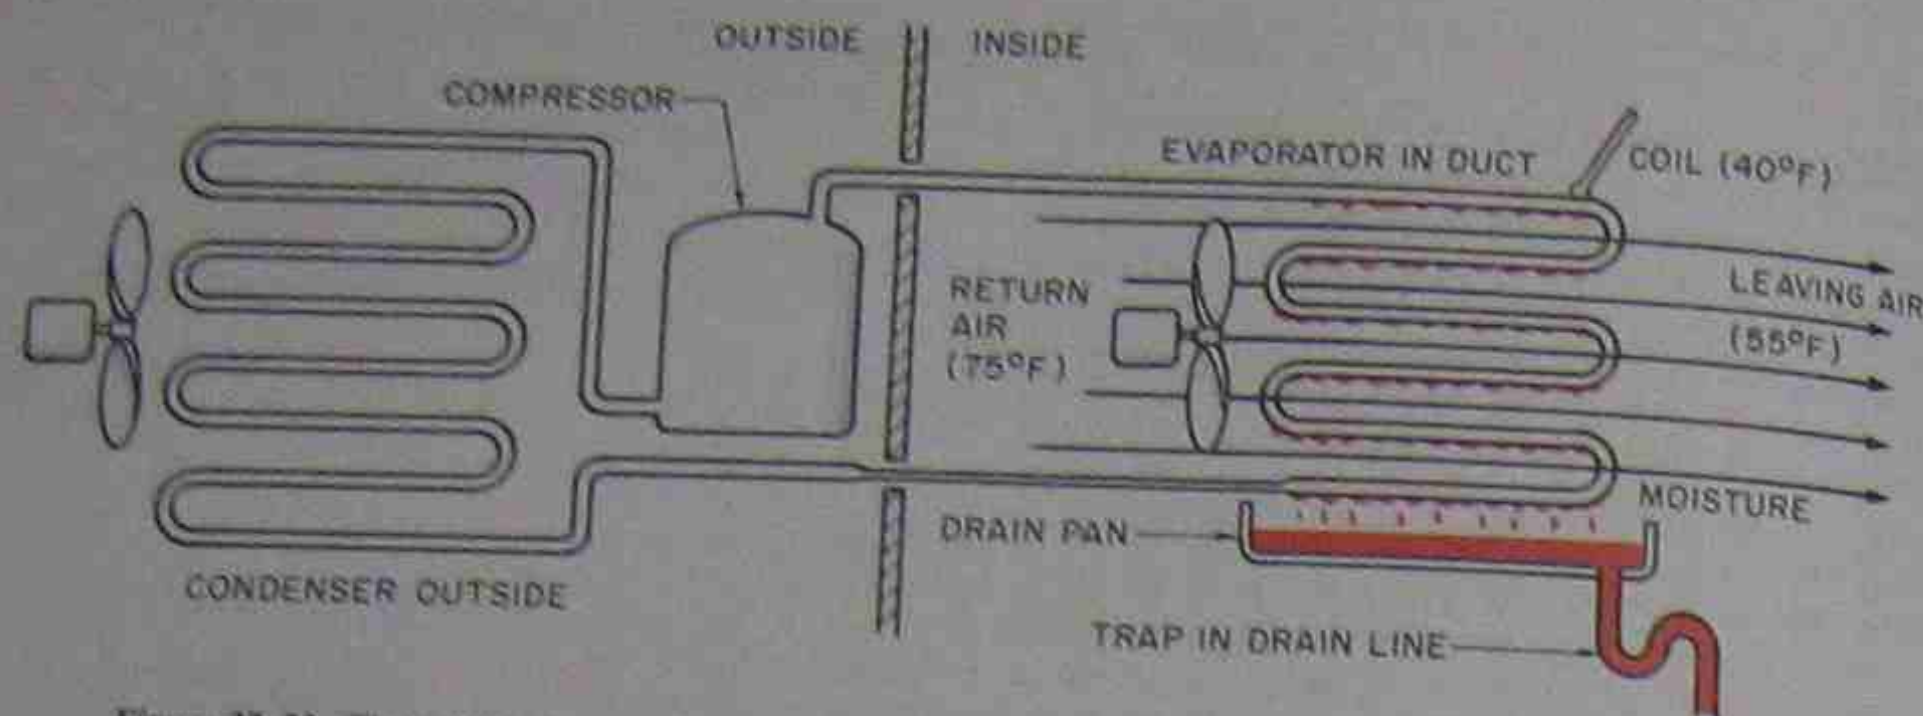 OUTSIDE
INSIDE
COMPRESSOR
EVAPORATOR IN DUCT
COIL (40°F)
RETURN
AIR
(75°F)
LEAVING AIR
(55°F)
MOISTURE
DRAIN PAN
CONDENSER OUTSIDE
TRAP IN DRAIN LINE